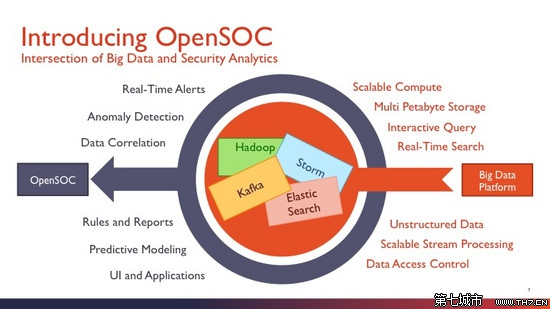 Introducing OpenSOC
Intersection of Big Data and Security Analytics
Real-Time Alerts
Anomaly Detection
Data Correlation
OpenSOC
Rules and Reports
Predictive Modeling
UI and Applications
Hadoop
Storm
Kafka
Elastic
Search
Scalable Compute
Multi Petabyte Storage
Interactive Query
Real-Time Search
Big Data
Platform
Unstructured Data
Scalable Stream Processing
Data Access Control
7
第七城市
WWW.TH7.CN